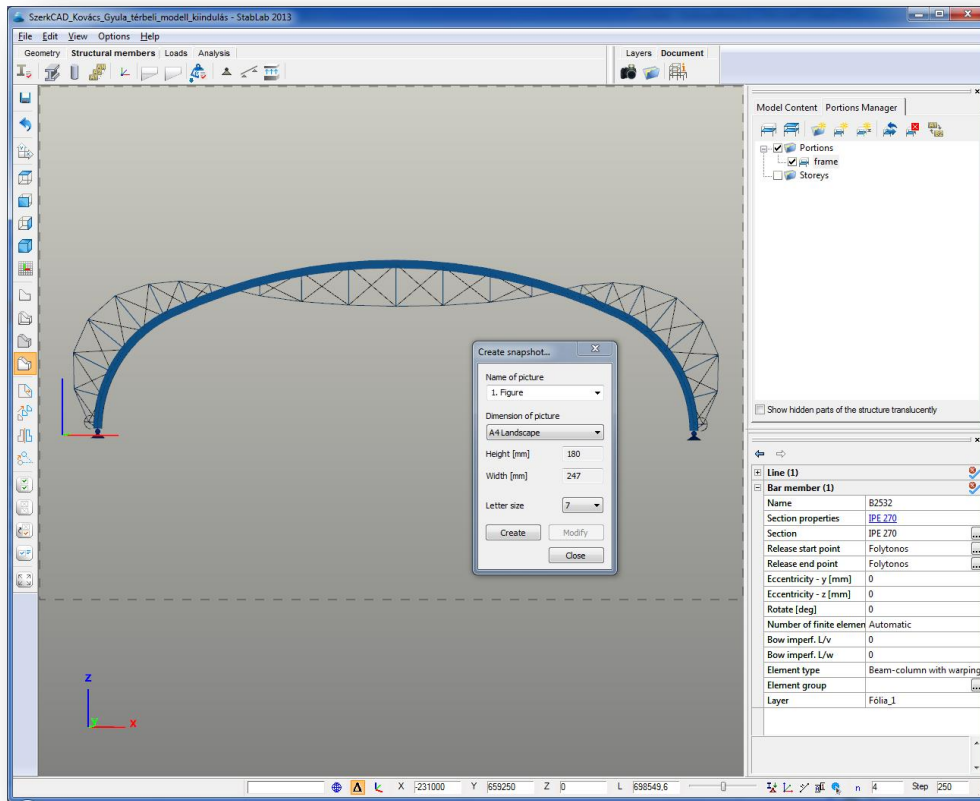 SzerkCAD_Kovács_Gyula_térbeli_modell_kiindulás - StabLab 2013
File Edit View Options Help
Geometry Structural members Loads Analysis
Layers Document
Model Content Portions Manager
Portions
frame
Storeys
Create snapshot...
Name of picture
1. Figure
Dimension of picture
A4 Landscape
Height [mm] 180
Width [mm] 247
Letter size 7
Create Modify
Close
Show hidden parts of the structure translucently
Line (1)
Bar member (1)
Name B2532
Section properties IPE 270
Section IPE 270
Release start point Folytonos
Release end point Folytonos
Eccentricity - y [mm] 0
Eccentricity - z [mm] 0
Rotate [deg] 0
Number of finite elemen Automatic
Bow imperf. L/v 0
Bow imperf. L/w 0
Element type Beam-column with warping
Element group
Layer Fólia_1
z
y x
X -231000 Y 659250 Z 0 L 698549,6 n 4 Step 250